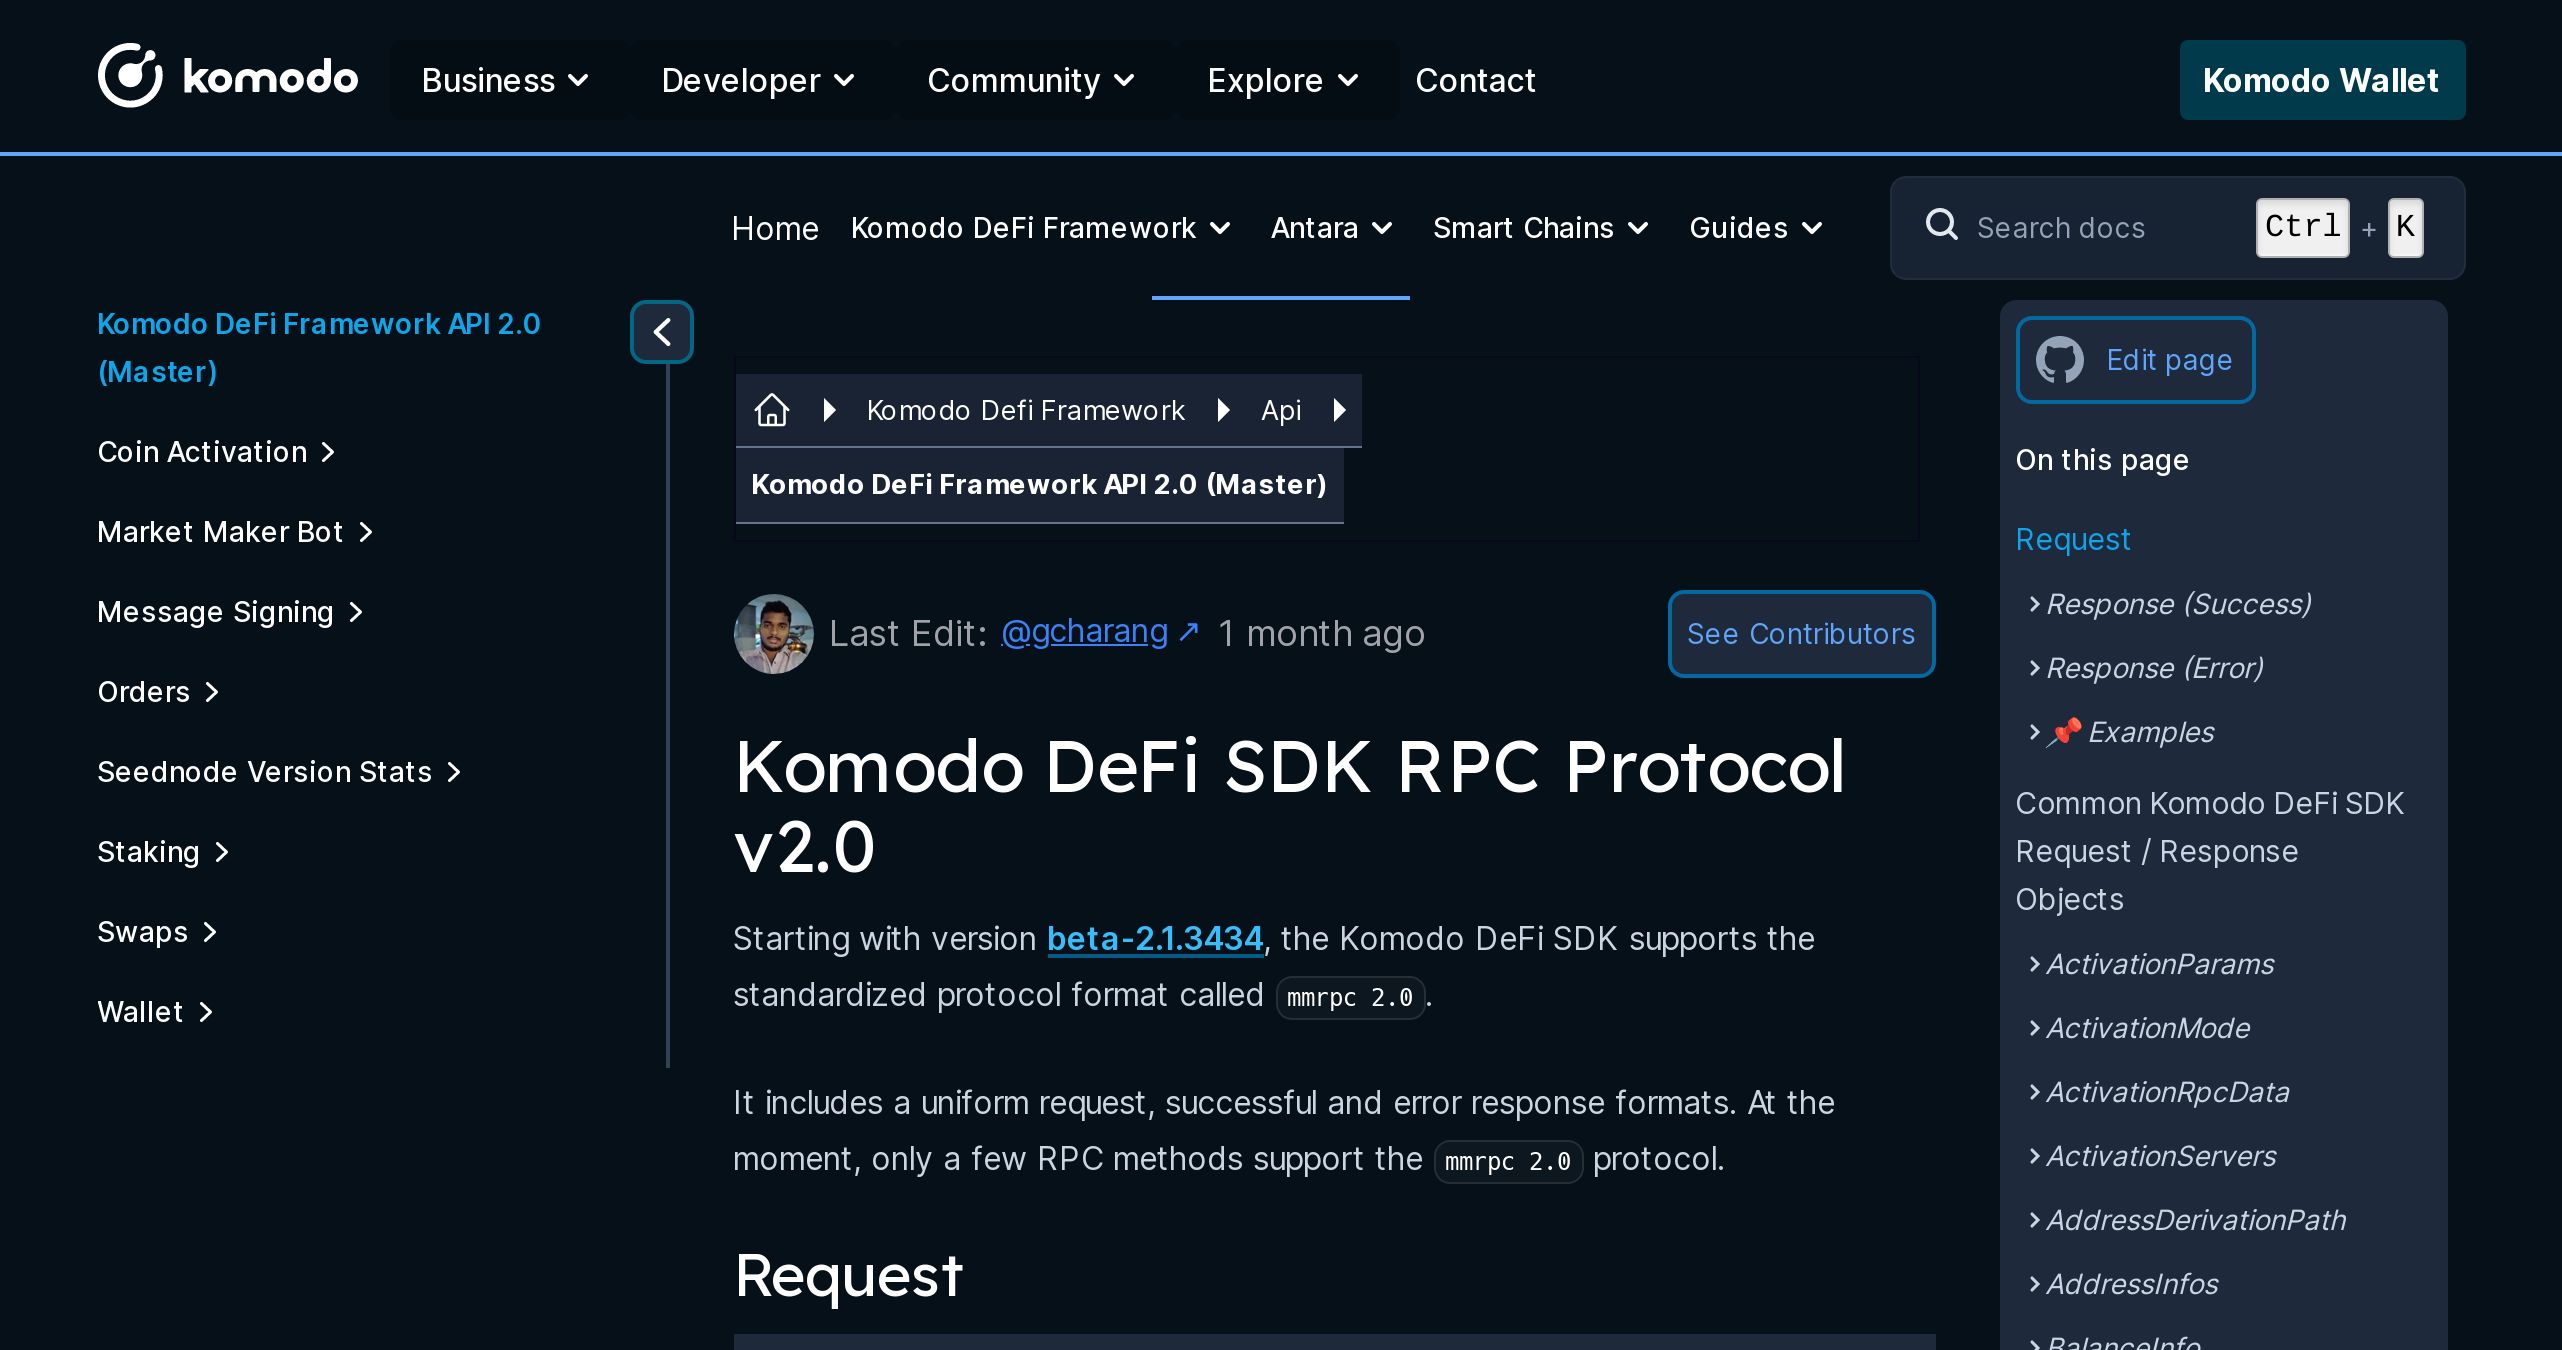 komodo
Business
Developer
Community
Explore
Contact
Komodo Wallet
Home
Komodo DeFi Framework
Antara
Smart Chains
Guides
Search docs
Ctrl + K
Komodo DeFi Framework API 2.0
(Master)
Coin Activation
Market Maker Bot
Message Signing
Orders
Seednode Version Stats
Staking
Swaps
Wallet
Komodo Defi Framework
Api
Komodo DeFi Framework API 2.0 (Master)
Last Edit: @gcharang ↗ 1 month ago
See Contributors
Komodo DeFi SDK RPC Protocol
v2.0
Starting with version beta-2.1.3434, the Komodo DeFi SDK supports the
standardized protocol format called mmrpc 2.0.
It includes a uniform request, successful and error response formats. At the
moment, only a few RPC methods support the mmrpc 2.0 protocol.
Request
Edit page
On this page
Request
Response (Success)
Response (Error)
📌 Examples
Common Komodo DeFi SDK
Request / Response
Objects
ActivationParams
ActivationMode
ActivationRpcData
ActivationServers
AddressDerivationPath
AddressInfos
BalanceInfo